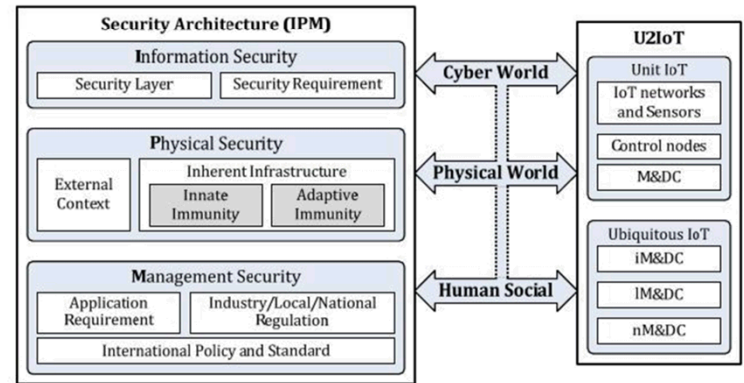 Security Architecture (IPM)
Information Security
Security Layer
Security Requirement
Physical Security
External
Context
Inherent Infrastructure
Innate
Immunity
Adaptive
Immunity
Management Security
Application
Requirement
Industry/Local/National
Regulation
International Policy and Standard
Cyber World
Physical World
Human Social
U2IoT
Unit IoT
IoT networks
and Sensors
Control nodes
M&DC
Ubiquitous IoT
iM&DC
lM&DC
nM&DC